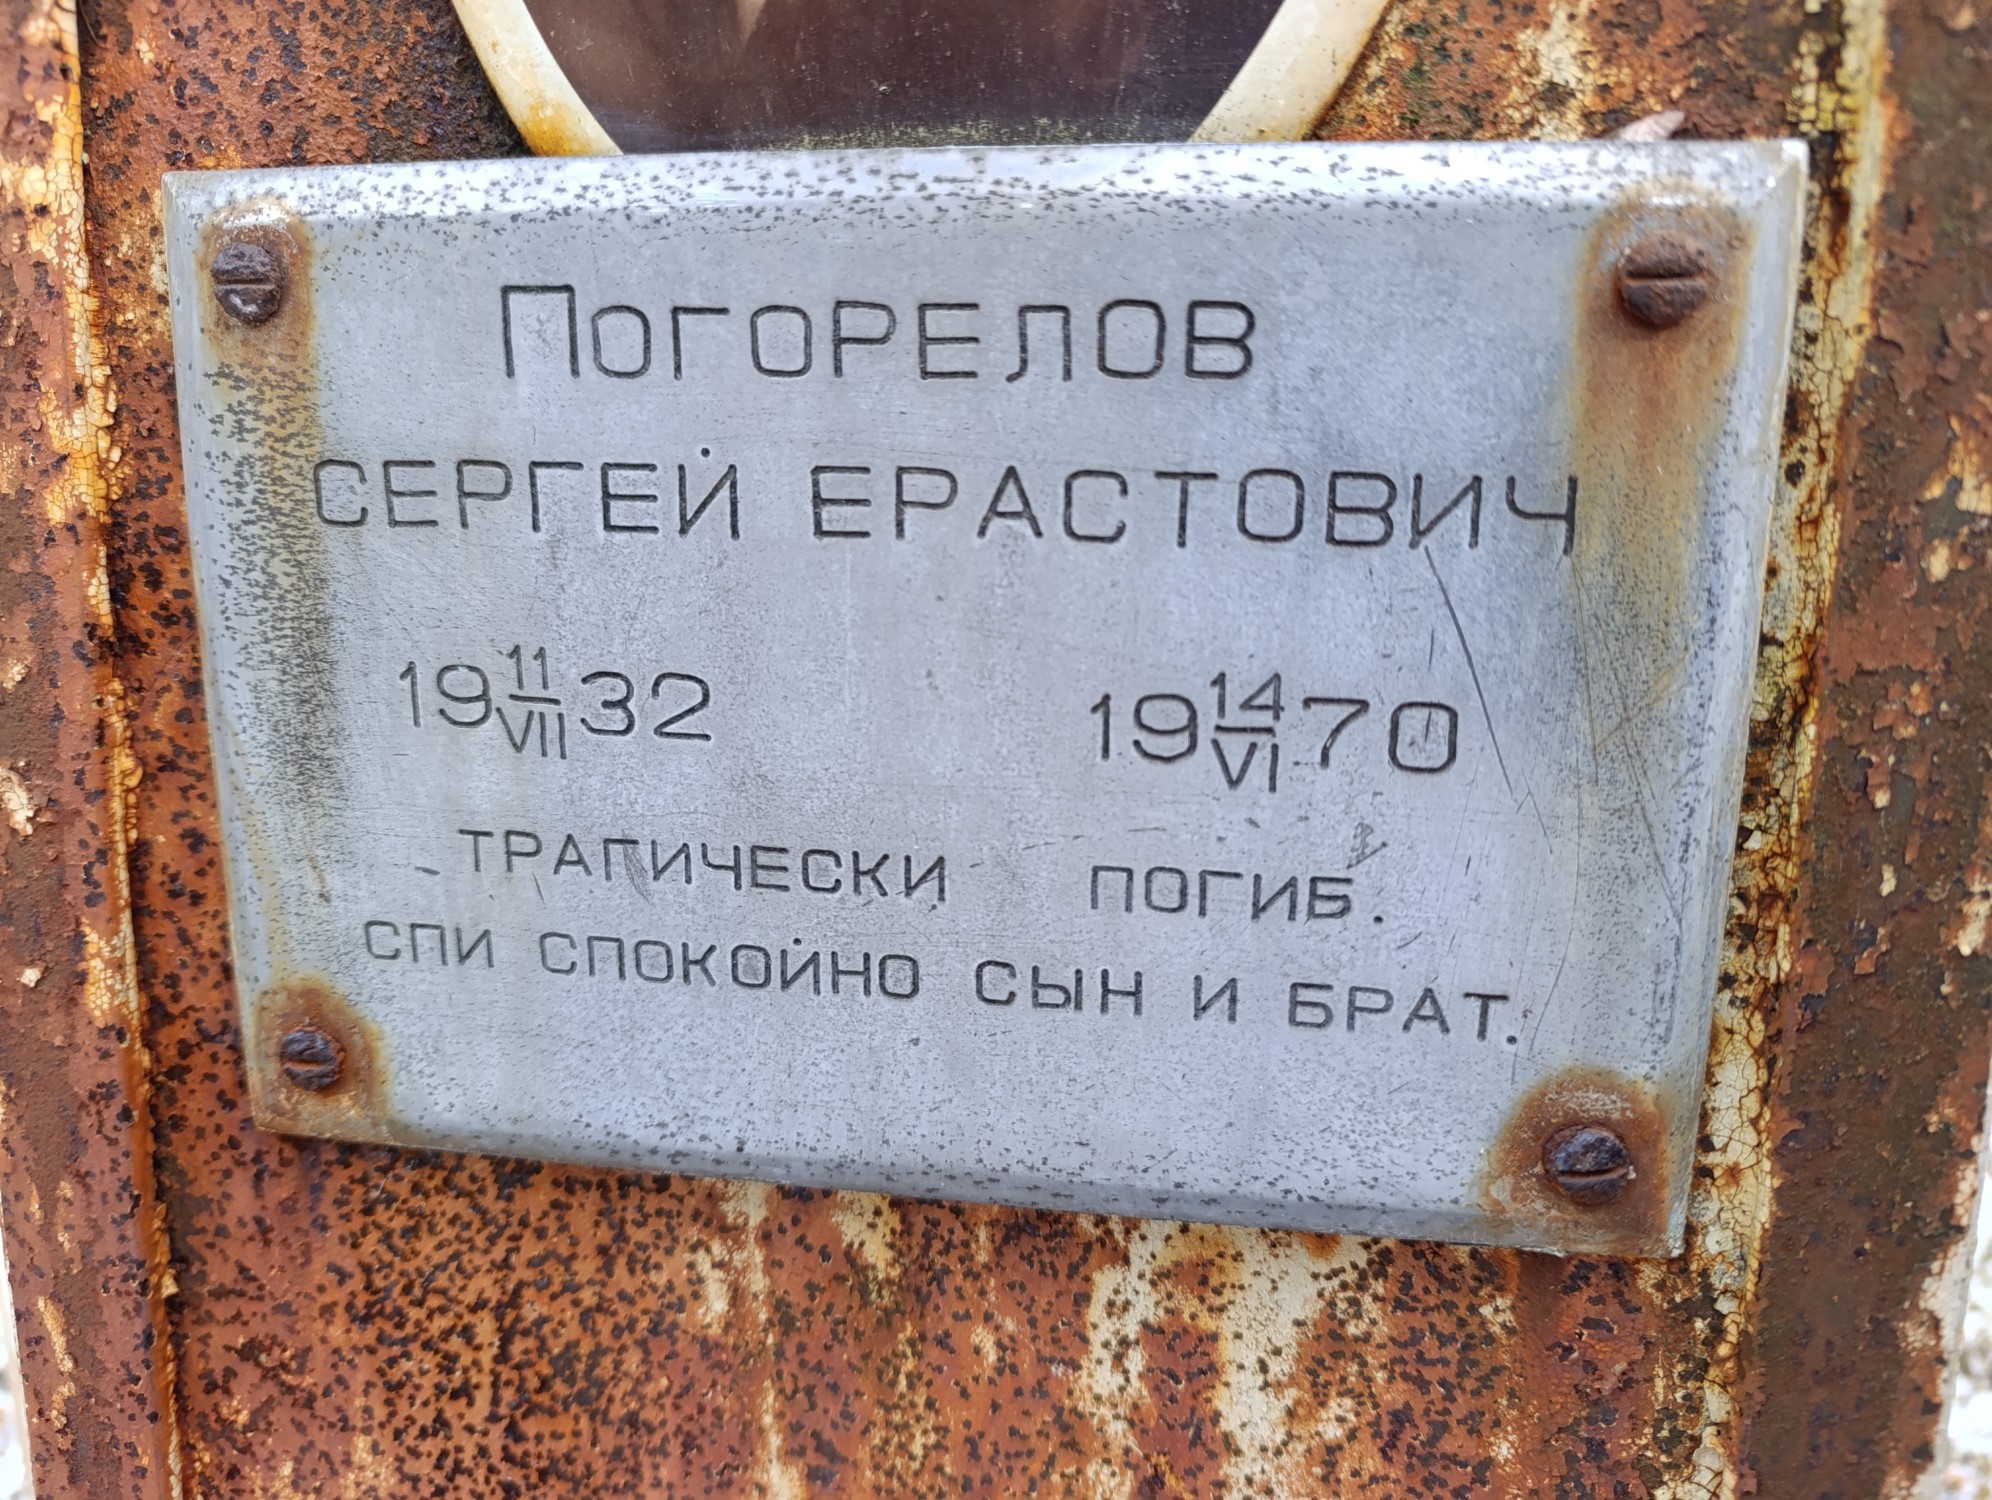 ПОГОРЕЛОВ
СЕРГЕЙ ЕРАСТОВИЧ
19 11/VII 32 19 14/VI 70
ТРАГИЧЕСКИ ПОГИБ.
СПИ СПОКОЙНО СЫН И БРАТ.